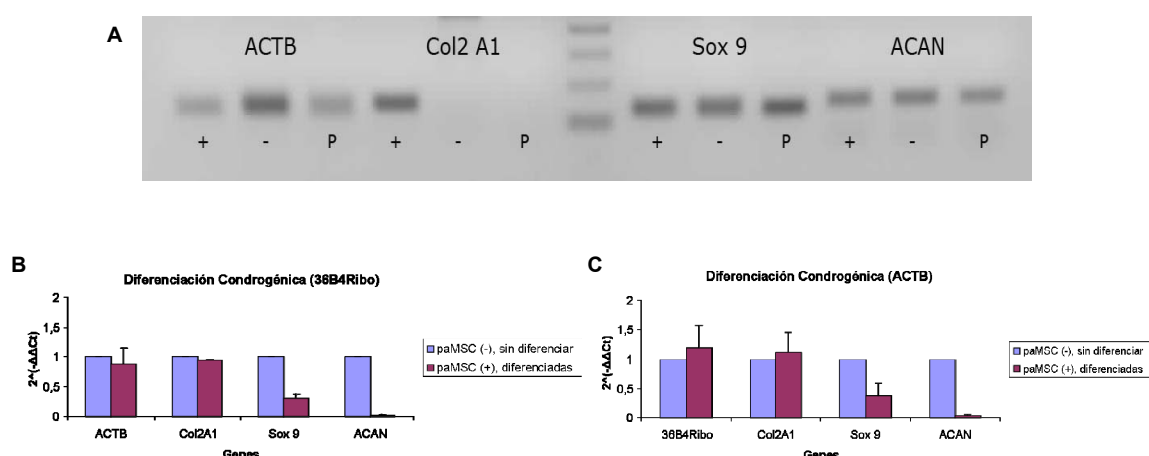 A
ACTB Col2 A1 Sox 9 ACAN
+ - P + - P + - P + - P
B
Diferenciación Condrogénica (36B4Ribo)
2^(-ΔΔCt)
2
1,5
1
0,5
0
ACTB Col2A1 Sox 9 ACAN
Genes
paMSC (-), sin diferenciar
paMSC (+), diferenciadas
C
Diferenciación Condrogénica (ACTB)
2^(-ΔΔCt)
2
1,5
1
0,5
0
36B4Ribo Col2A1 Sox 9 ACAN
Genes
paMSC (-), sin diferenciar
paMSC (+), diferenciadas